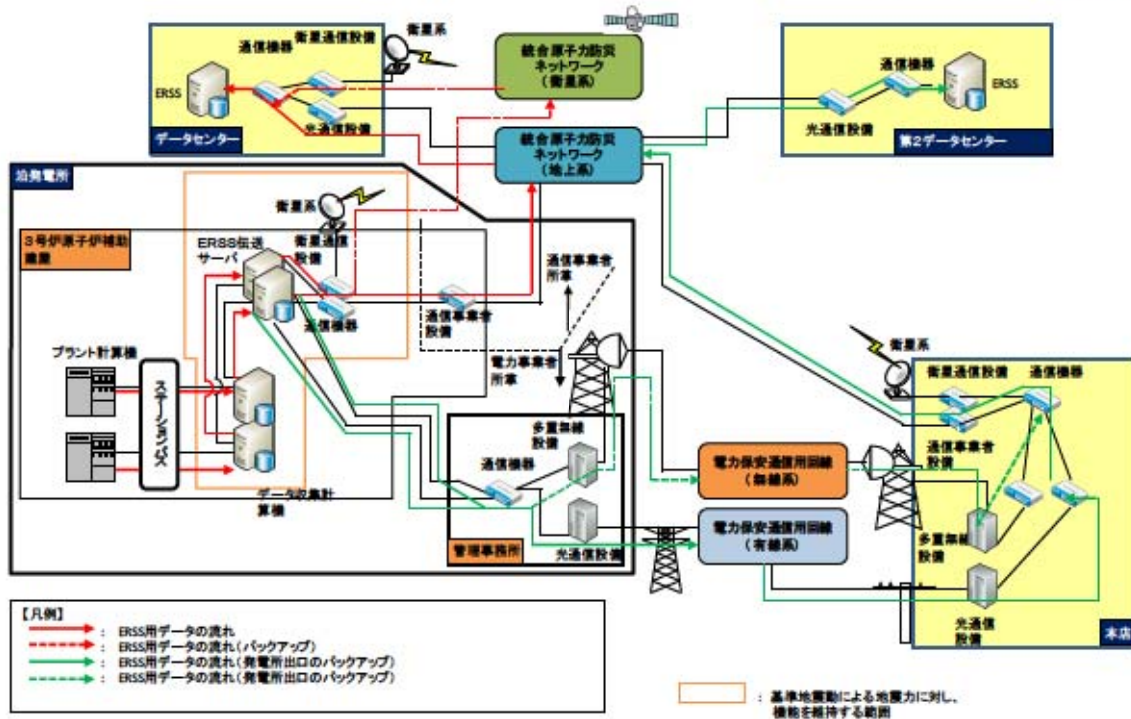 衛星通信設備
通信機器
衛星系
ERSS
光通信設備
データセンター
統合原子力防災
ネットワーク
(衛星系)
統合原子力防災
ネットワーク
(地上系)
通信機器
ERSS
光通信設備
第2データセンター
泊発電所
3号炉原子炉補助
建屋
ERSS伝送
サーバ
衛星系
衛星通信
設備
通信機器
通信事業者
設備
通信事業者
所掌
電力事業者
所掌
プラント計算機
ステーションバス
データ収集計
算機
多重無線
設備
通信機器
光通信設備
管理事務所
電力保安通信用回線
(無線系)
電力保安通信用回線
(有線系)
衛星系
衛星通信設備
通信機器
通信事業者
設備
多重無線
設備
光通信
設備
本店
【凡例】
: ERSS用データの流れ
: ERSS用データの流れ(バックアップ)
: ERSS用データの流れ(発電所出口のバックアップ)
: ERSS用データの流れ(発電所出口のバックアップ)
: 基準地震動による地震力に対し、
機能を維持する範囲